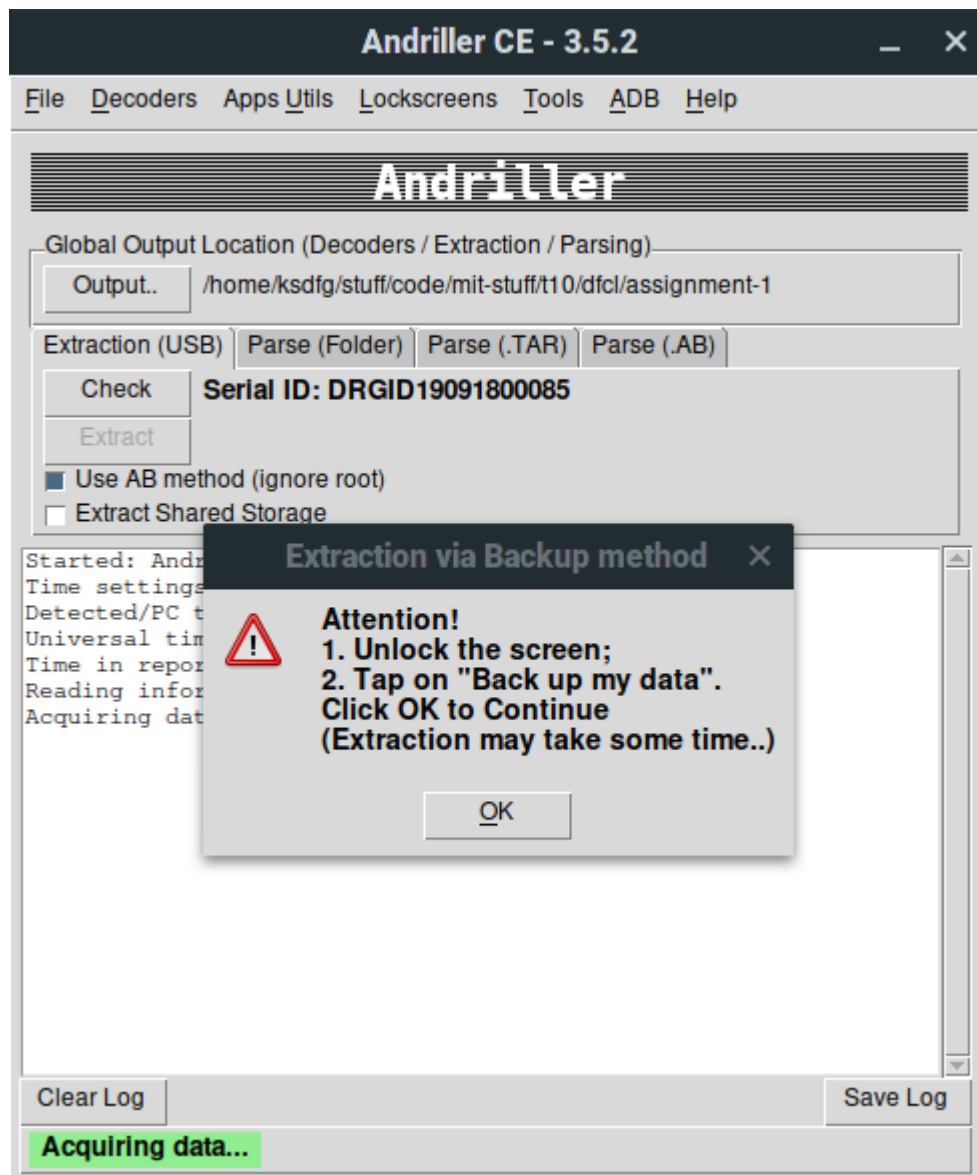 Andriller CE - 3.5.2
File Decoders Apps Utils Lockscreens Tools ADB Help
Andriller
Global Output Location (Decoders / Extraction / Parsing)
Output.. /home/ksdfg/stuff/code/mit-stuff/t10/dfcl/assignment-1
Extraction (USB) Parse (Folder) Parse (.TAR) Parse (.AB)
Check Serial ID: DRGID19091800085
Extract
Use AB method (ignore root)
Extract Shared Storage
Started: Andr
Time settings
Detected/PC t
Universal tim
Time in repor
Reading infor
Acquiring dat
Extraction via Backup method
Attention!
1. Unlock the screen;
2. Tap on "Back up my data".
Click OK to Continue
(Extraction may take some time..)
OK
Clear Log Save Log
Acquiring data...